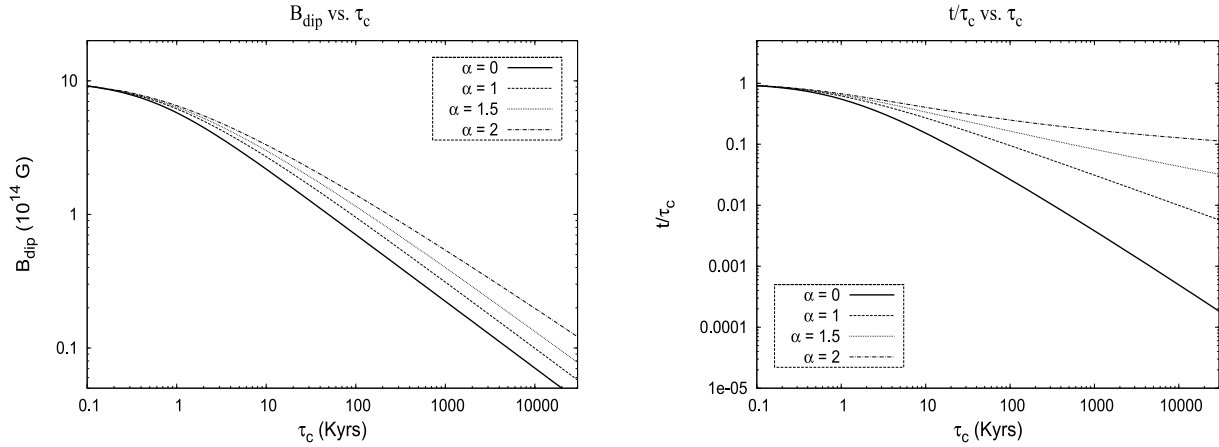 B_dip vs. τ_c
10
1
0.1
B_dip (10^14 G)
α = 0
α = 1
α = 1.5
α = 2
0.1 1 10 100 1000 10000
τ_c (Kyrs)
t/τ_c vs. τ_c
1
0.1
0.01
0.001
0.0001
1e-05
t/τ_c
α = 0
α = 1
α = 1.5
α = 2
0.1 1 10 100 1000 10000
τ_c (Kyrs)